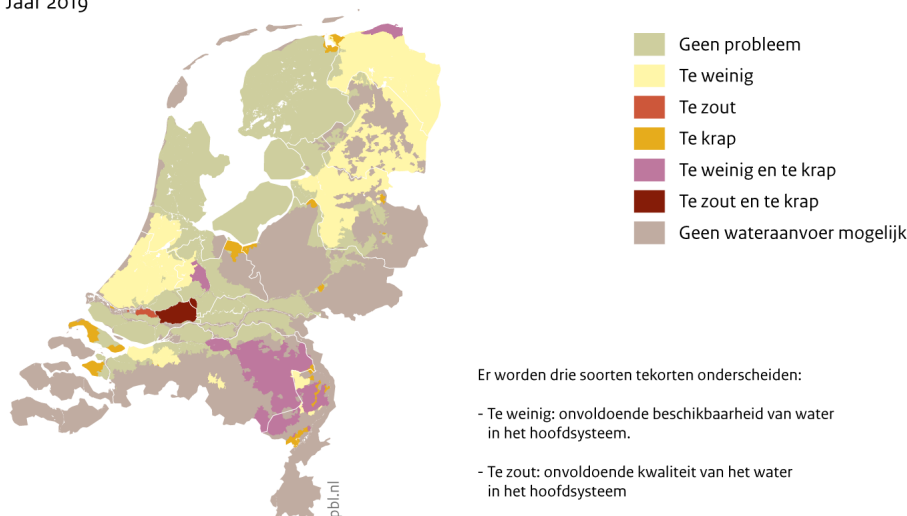 Jaar 2019
Geen probleem
Te weinig
Te zout
Te krap
Te weinig en te krap
Te zout en te krap
Geen wateraanvoer mogelijk
Er worden drie soorten tekorten onderscheiden:
- Te weinig: onvoldoende beschikbaarheid van water
in het hoofdsysteem.
- Te zout: onvoldoende kwaliteit van het water
in het hoofdsysteem
pbl.nl